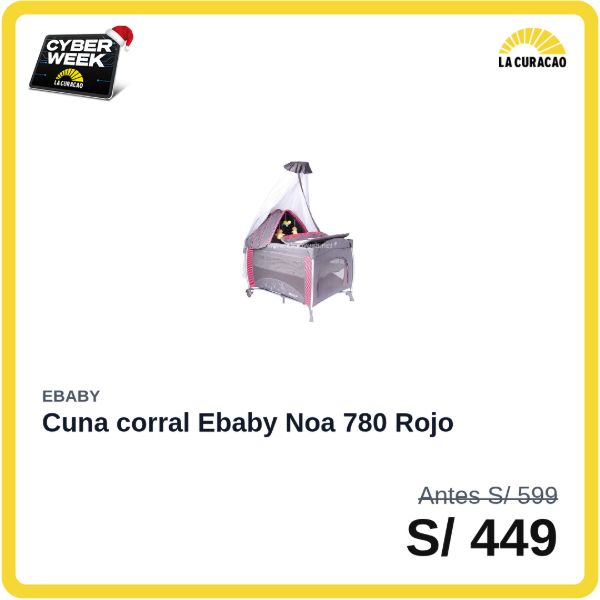 CYBER
WEEK
LA CURACAO
LA CURACAO
EBABY
Cuna corral Ebaby Noa 780 Rojo
Antes S/ 599
S/ 449